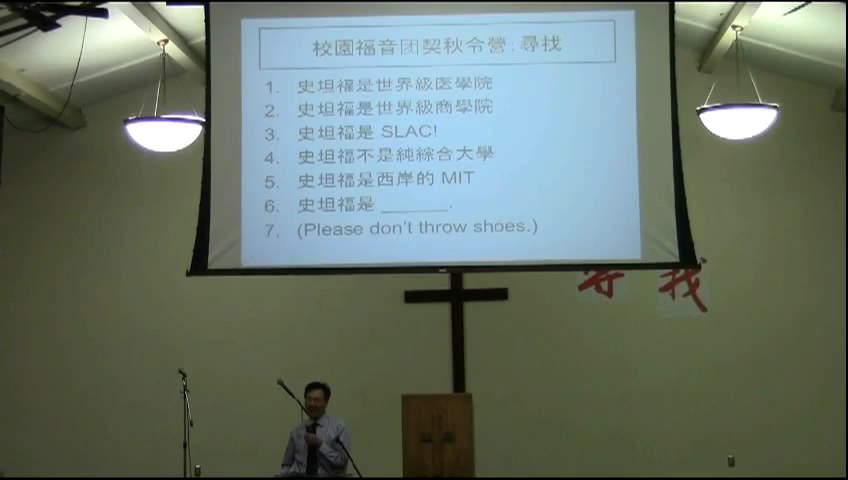 校園福音团契秋令營: 尋找
1. 史坦福是世界級医學院
2. 史坦福是世界級商學院
3. 史坦福是 SLAC!
4. 史坦福不是純綜合大學
5. 史坦福是西岸的 MIT
6. 史坦福是 _______.
7. (Please don't throw shoes.)
尋找